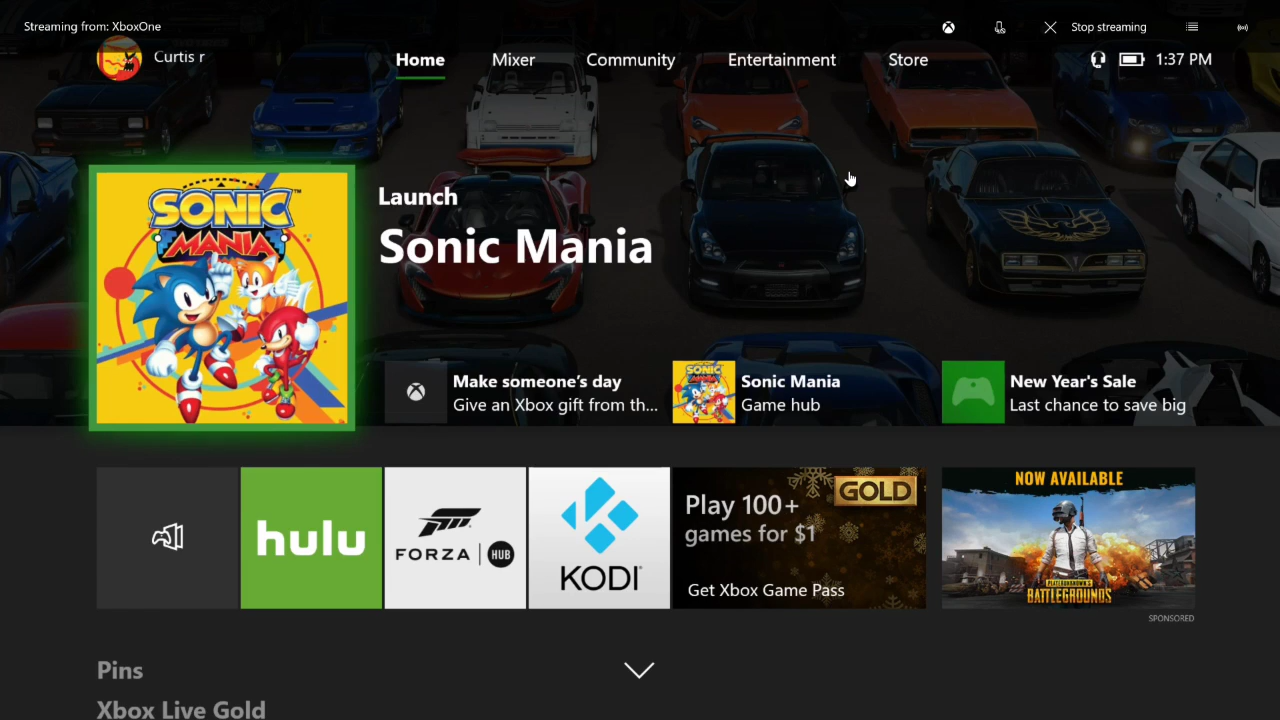 Streaming from: XboxOne
Stop streaming
Curtis r
Home
Mixer
Community
Entertainment
Store
1:37 PM
SONIC
MANIA
Launch
Sonic Mania
Make someone's day
Give an Xbox gift from th...
SONIC
MANIA
Sonic Mania
Game hub
New Year's Sale
Last chance to save big
hulu
FORZA HUB
KODI
Play 100+
games for $1
GOLD
Get Xbox Game Pass
NOW AVAILABLE
PLAYERUNKNOWN'S
BATTLEGROUNDS
SPONSORED
Pins
Xbox Live Gold